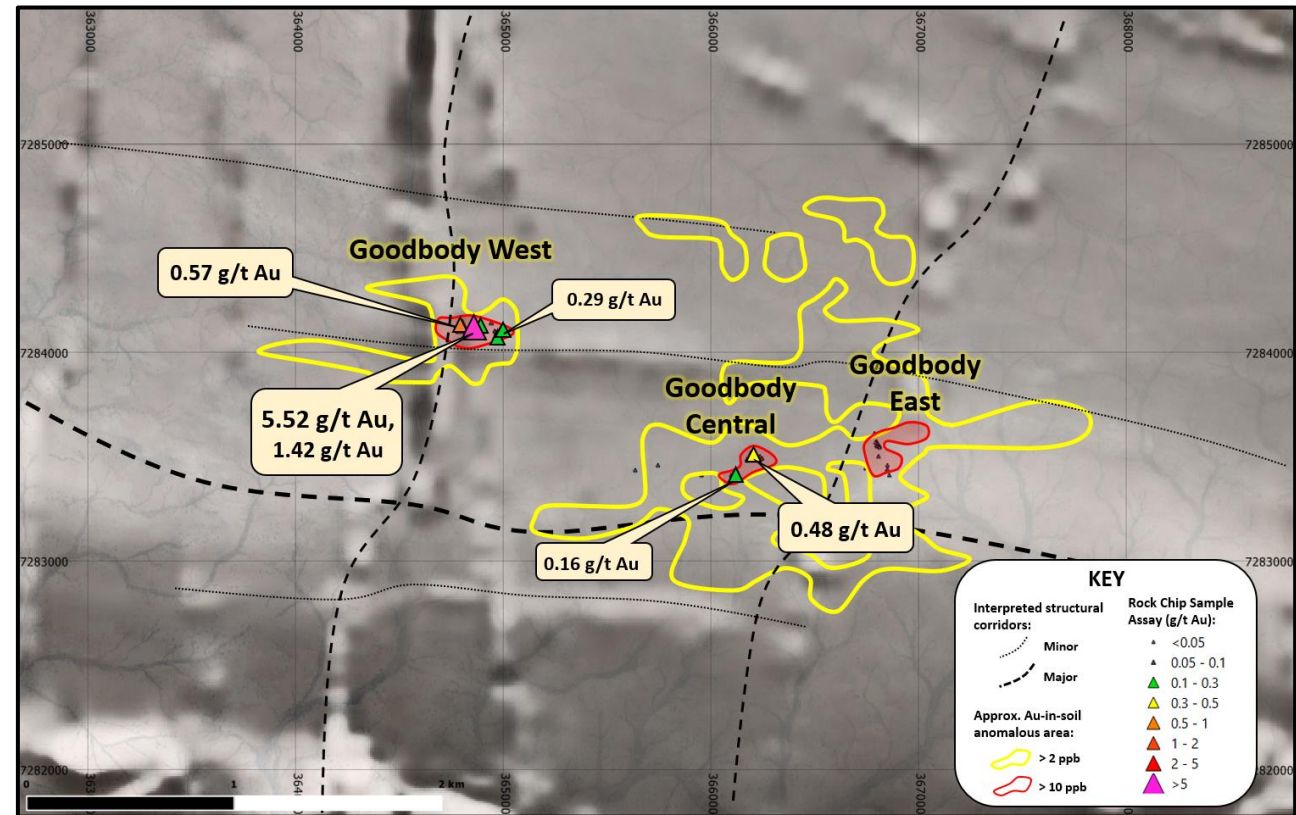 363000
364000
365000
366000
367000
368000
7285000
7285000
Goodbody West
0.57 g/t Au
0.29 g/t Au
7284000
7284000
5.52 g/t Au,
1.42 g/t Au
Goodbody
Central
Goodbody
East
0.48 g/t Au
0.16 g/t Au
7283000
7283000
KEY
Interpreted structural
corridors:
Minor
Major
Approx. Au-in-soil
anomalous area:
> 2 ppb
> 10 ppb
Rock Chip Sample
Assay (g/t Au):
<0.05
0.05 - 0.1
0.1 - 0.3
0.3 - 0.5
0.5 - 1
1 - 2
2 - 5
>5
7282000
82000
0
1
2 km
365000
366000
367000